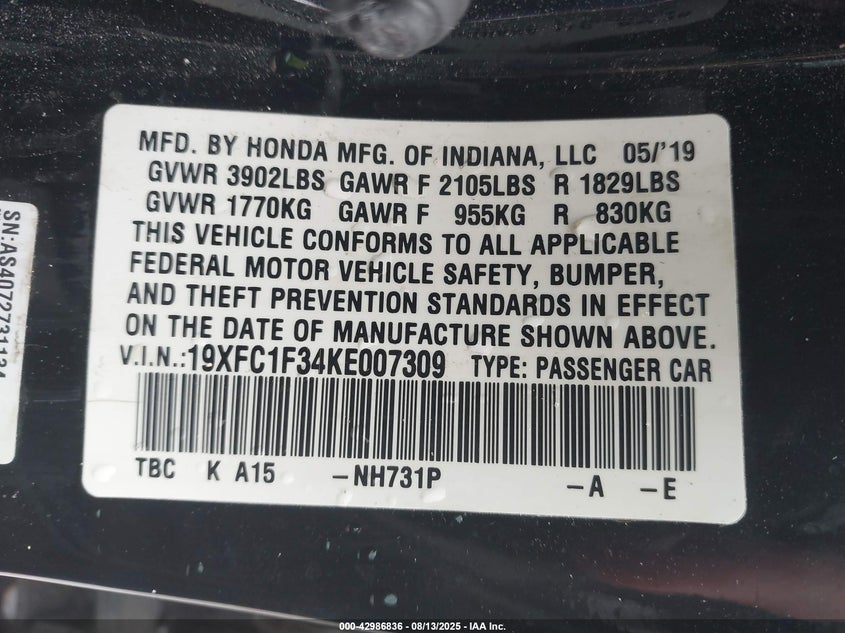 MFD. BY HONDA MFG. OF INDIANA, LLC 05/'19
GVWR 3902LBS GAWR F 2105LBS R 1829LBS
GVWR 1770KG GAWR F 955KG R 830KG
THIS VEHICLE CONFORMS TO ALL APPLICABLE
FEDERAL MOTOR VEHICLE SAFETY, BUMPER,
AND THEFT PREVENTION STANDARDS IN EFFECT
ON THE DATE OF MANUFACTURE SHOWN ABOVE.
V.I.N.:19XFC1F34KE007309 TYPE: PASSENGER CAR
TBC K A15 -NH731P -A -E
000-42986836 - 08/13/2025 - IAA Inc.